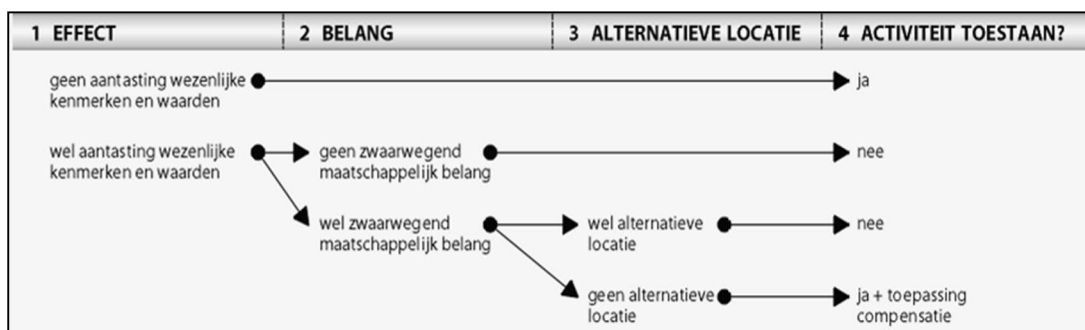 1 EFFECT
2 BELANG
3 ALTERNATIEVE LOCATIE
4 ACTIVITEIT TOESTAAN?
geen aantasting wezenlijke
kenmerken en waarden
ja
wel aantasting wezenlijke
kenmerken en waarden
geen zwaarwegend
maatschappelijk belang
nee
wel zwaarwegend
maatschappelijk belang
wel alternatieve
locatie
nee
geen alternatieve
locatie
ja + toepassing
compensatie